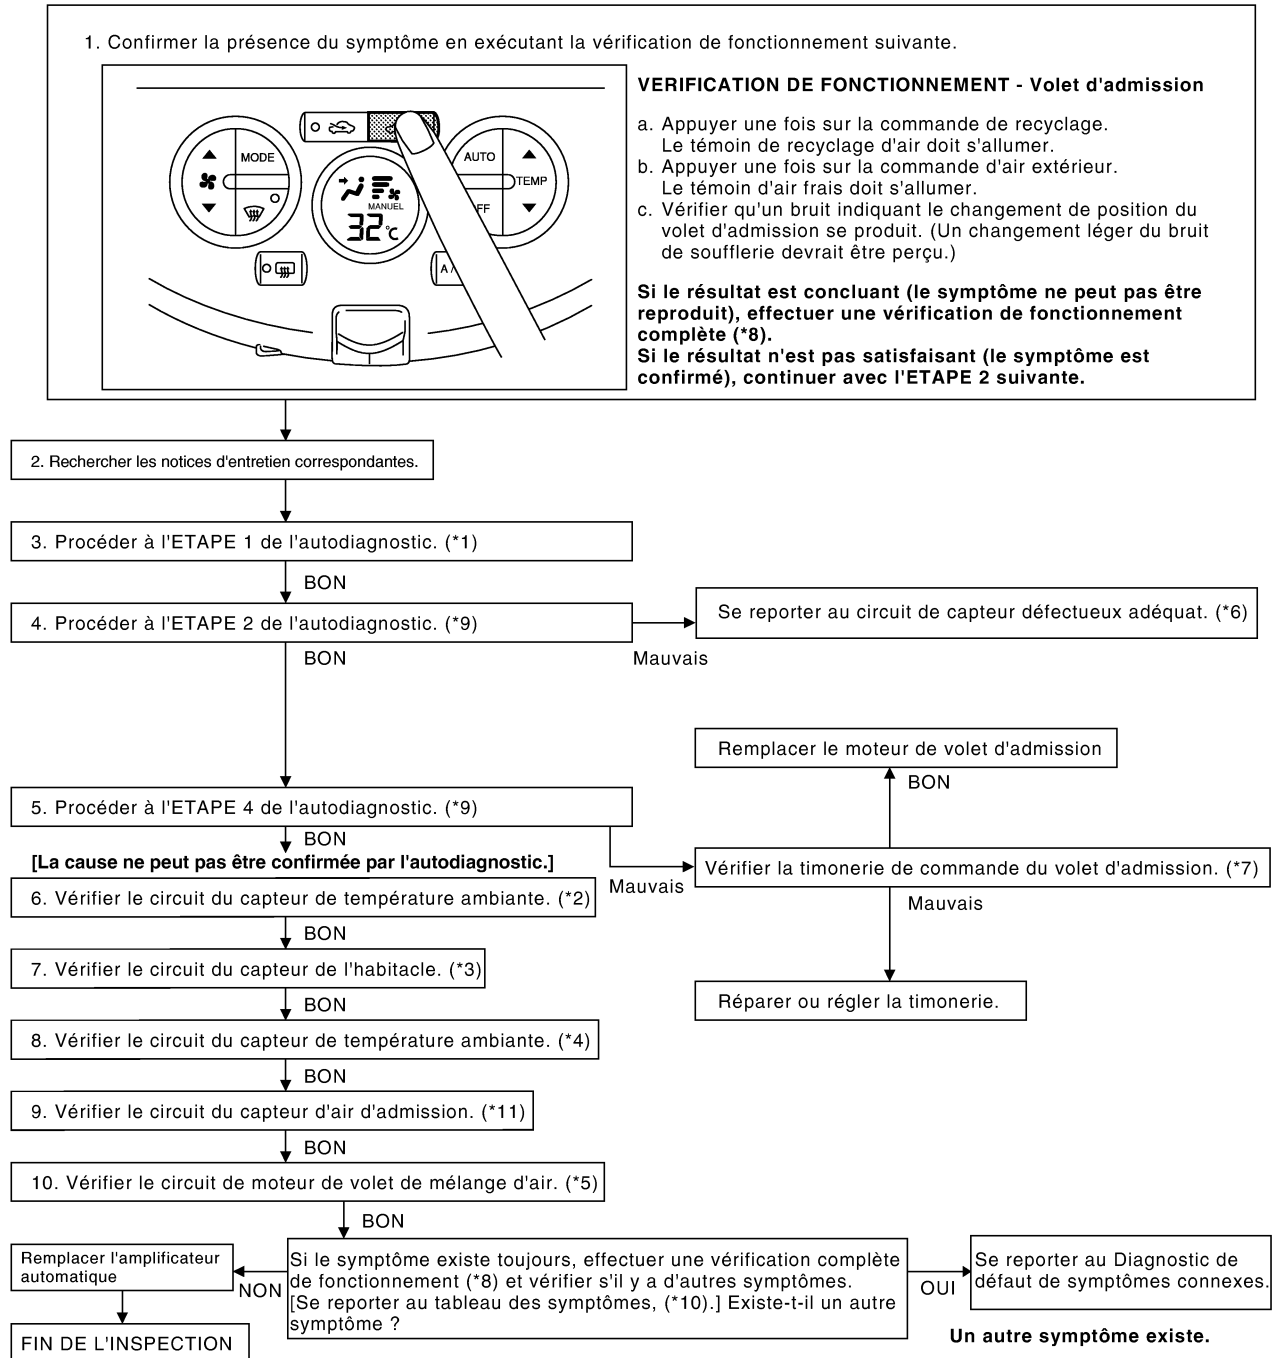 1. Confirmer la présence du symptôme en exécutant la vérification de fonctionnement suivante.
MODE
AUTO
TEMP
FF
MANUEL
32°C
A/
VERIFICATION DE FONCTIONNEMENT - Volet d'admission
a. Appuyer une fois sur la commande de recyclage.
Le témoin de recyclage d'air doit s'allumer.
b. Appuyer une fois sur la commande d'air extérieur.
Le témoin d'air frais doit s'allumer.
c. Vérifier qu'un bruit indiquant le changement de position du
volet d'admission se produit. (Un changement léger du bruit
de soufflerie devrait être perçu.)
Si le résultat est concluant (le symptôme ne peut pas être
reproduit), effectuer une vérification de fonctionnement
complète (*8).
Si le résultat n'est pas satisfaisant (le symptôme est
confirmé), continuer avec l'ETAPE 2 suivante.
2. Rechercher les notices d'entretien correspondantes.
3. Procéder à l'ETAPE 1 de l'autodiagnostic. (*1)
BON
4. Procéder à l'ETAPE 2 de l'autodiagnostic. (*9)
Se reporter au circuit de capteur défectueux adéquat. (*6)
BON
Mauvais
Remplacer le moteur de volet d'admission
BON
5. Procéder à l'ETAPE 4 de l'autodiagnostic. (*9)
BON
[La cause ne peut pas être confirmée par l'autodiagnostic.]
Mauvais
Vérifier la timonerie de commande du volet d'admission. (*7)
Mauvais
Réparer ou régler la timonerie.
6. Vérifier le circuit du capteur de température ambiante. (*2)
BON
7. Vérifier le circuit du capteur de l'habitacle. (*3)
BON
8. Vérifier le circuit du capteur de température ambiante. (*4)
BON
9. Vérifier le circuit du capteur d'air d'admission. (*11)
BON
10. Vérifier le circuit de moteur de volet de mélange d'air. (*5)
BON
Remplacer l'amplificateur
automatique
NON
Si le symptôme existe toujours, effectuer une vérification complète
de fonctionnement (*8) et vérifier s'il y a d'autres symptômes.
[Se reporter au tableau des symptômes, (*10).] Existe-t-il un autre
symptôme ?
OUI
Se reporter au Diagnostic de
défaut de symptômes connexes.
Un autre symptôme existe.
FIN DE L'INSPECTION